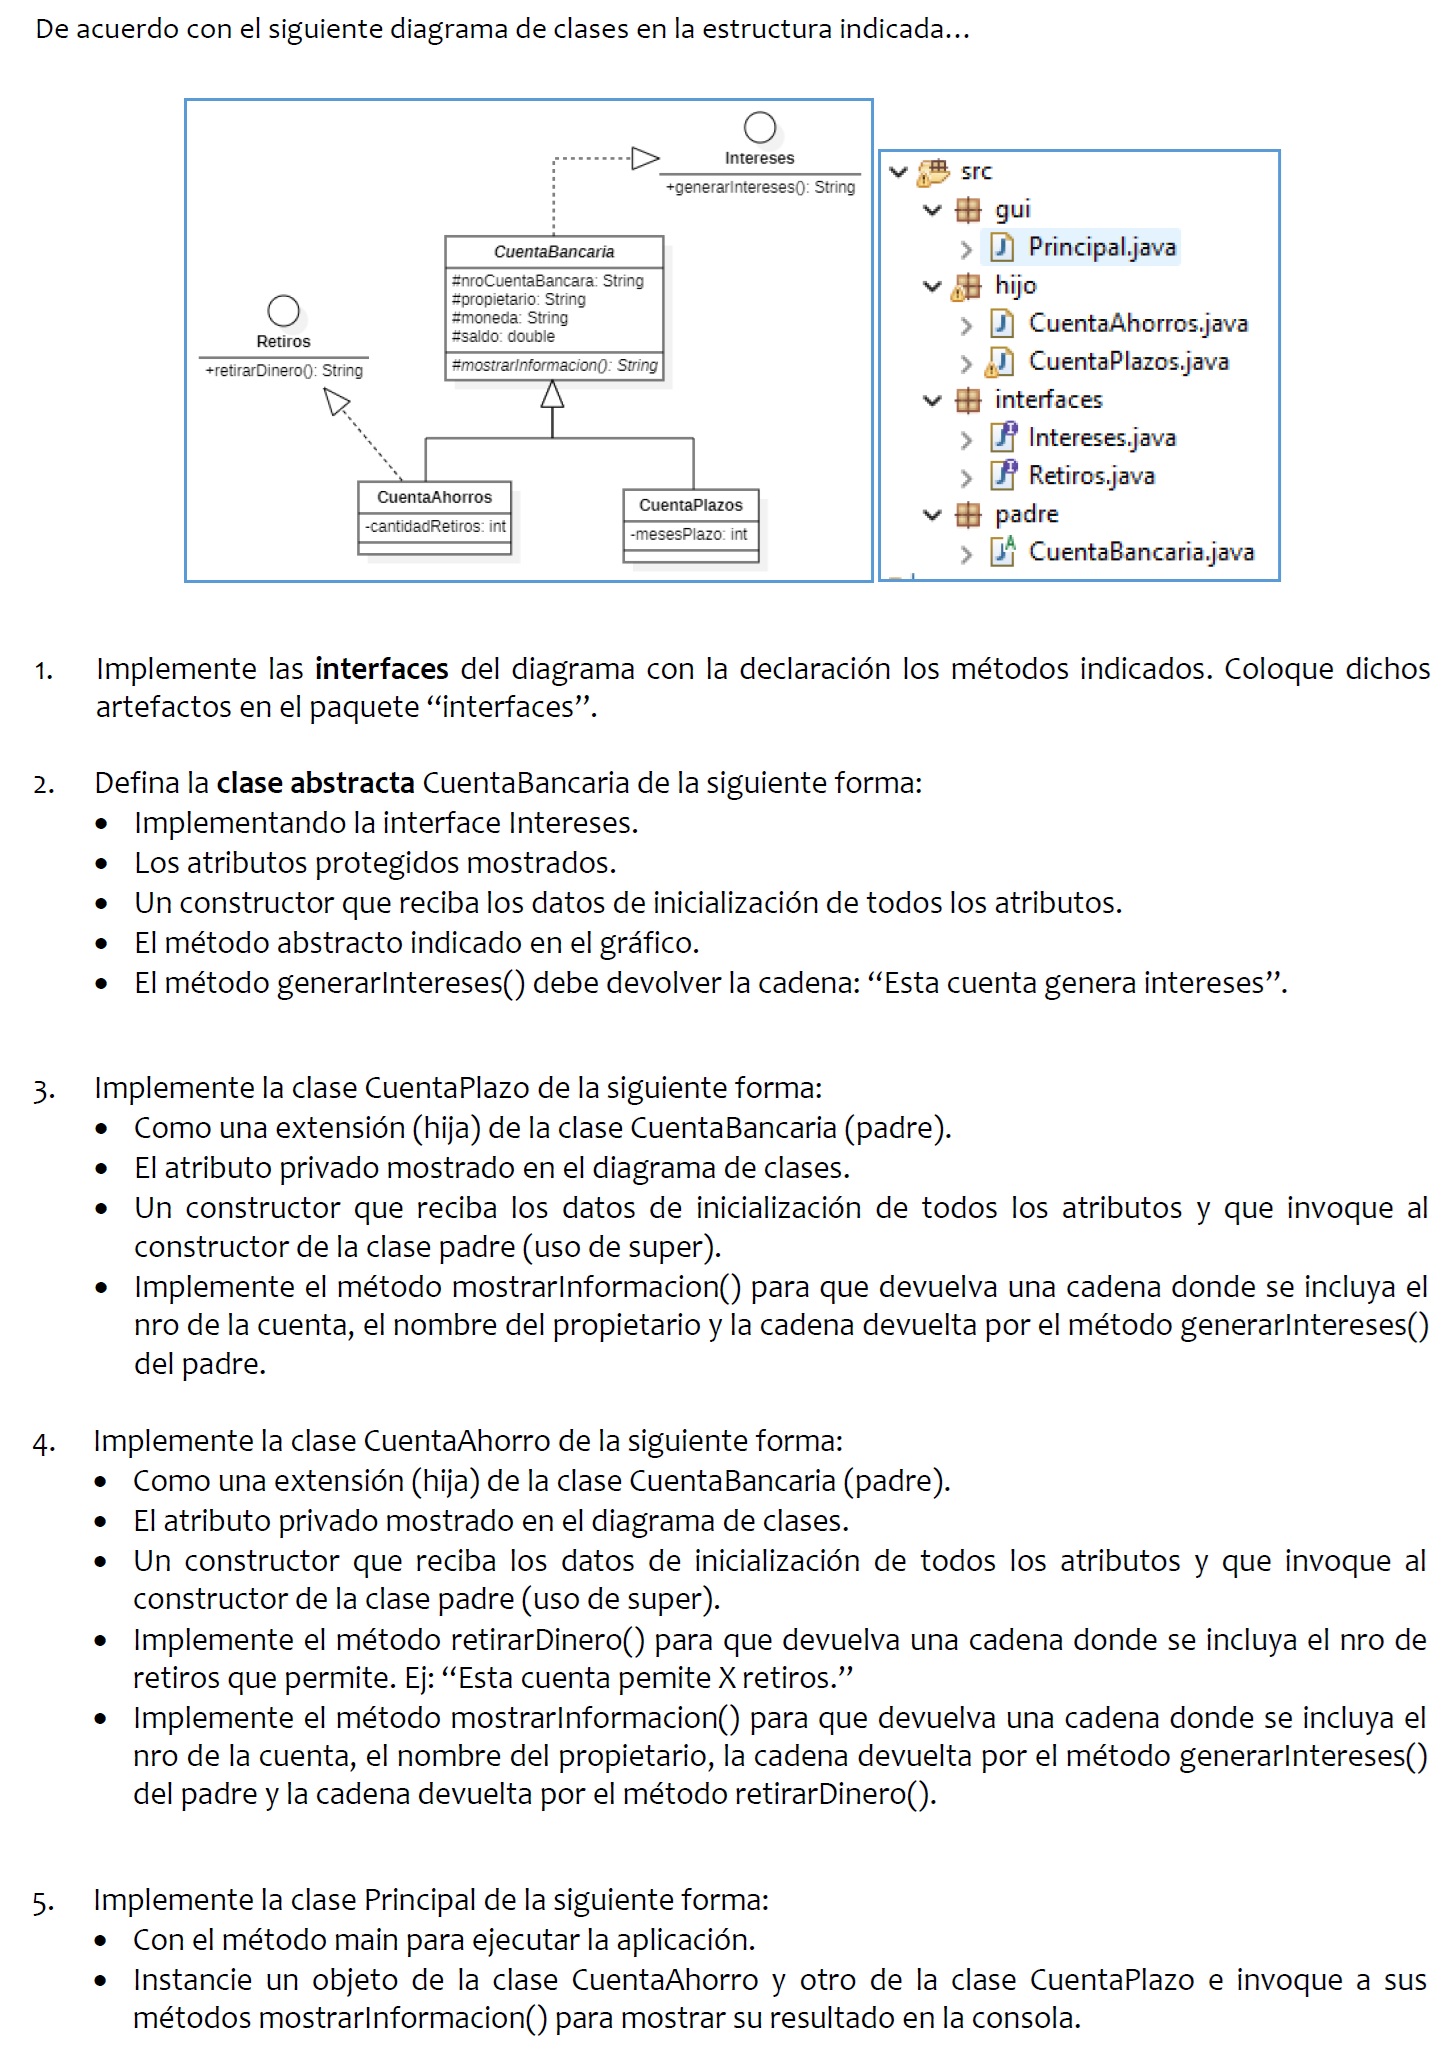 De acuerdo con el siguiente diagrama de clases en la estructura indicada...
Intereses
+generarIntereses(): String
CuentaBancaria
#nroCuentaBancara: String
#propietario: String
#moneda: String
#saldo: double
#mostrarInformacion(): String
Retiros
+retirarDinero(): String
CuentaAhorros
-cantidadRetiros: int
CuentaPlazos
-mesesPlazo: int
src
gui
Principal.java
hijo
CuentaAhorros.java
CuentaPlazos.java
interfaces
Intereses.java
Retiros.java
padre
CuentaBancaria.java
1. Implemente las interfaces del diagrama con la declaración los métodos indicados. Coloque dichos
artefactos en el paquete “interfaces”.
2. Defina la clase abstracta CuentaBancaria de la siguiente forma:
• Implementando la interface Intereses.
• Los atributos protegidos mostrados.
• Un constructor que reciba los datos de inicialización de todos los atributos.
• El método abstracto indicado en el gráfico.
• El método generarIntereses() debe devolver la cadena: “Esta cuenta genera intereses”.
3. Implemente la clase CuentaPlazo de la siguiente forma:
• Como una extensión (hija) de la clase CuentaBancaria (padre).
• El atributo privado mostrado en el diagrama de clases.
• Un constructor que reciba los datos de inicialización de todos los atributos y que invoque al
constructor de la clase padre (uso de super).
• Implemente el método mostrarInformacion() para que devuelva una cadena donde se incluya el
nro de la cuenta, el nombre del propietario y la cadena devuelta por el método generarIntereses()
del padre.
4. Implemente la clase CuentaAhorro de la siguiente forma:
• Como una extensión (hija) de la clase CuentaBancaria (padre).
• El atributo privado mostrado en el diagrama de clases.
• Un constructor que reciba los datos de inicialización de todos los atributos y que invoque al
constructor de la clase padre (uso de super).
• Implemente el método retirarDinero() para que devuelva una cadena donde se incluya el nro de
retiros que permite. Ej: “Esta cuenta pemite X retiros.”
• Implemente el método mostrarInformacion() para que devuelva una cadena donde se incluya el
nro de la cuenta, el nombre del propietario, la cadena devuelta por el método generarIntereses()
del padre y la cadena devuelta por el método retirarDinero().
5. Implemente la clase Principal de la siguiente forma:
• Con el método main para ejecutar la aplicación.
• Instancie un objeto de la clase CuentaAhorro y otro de la clase CuentaPlazo e invoque a sus
métodos mostrarInformacion() para mostrar su resultado en la consola.